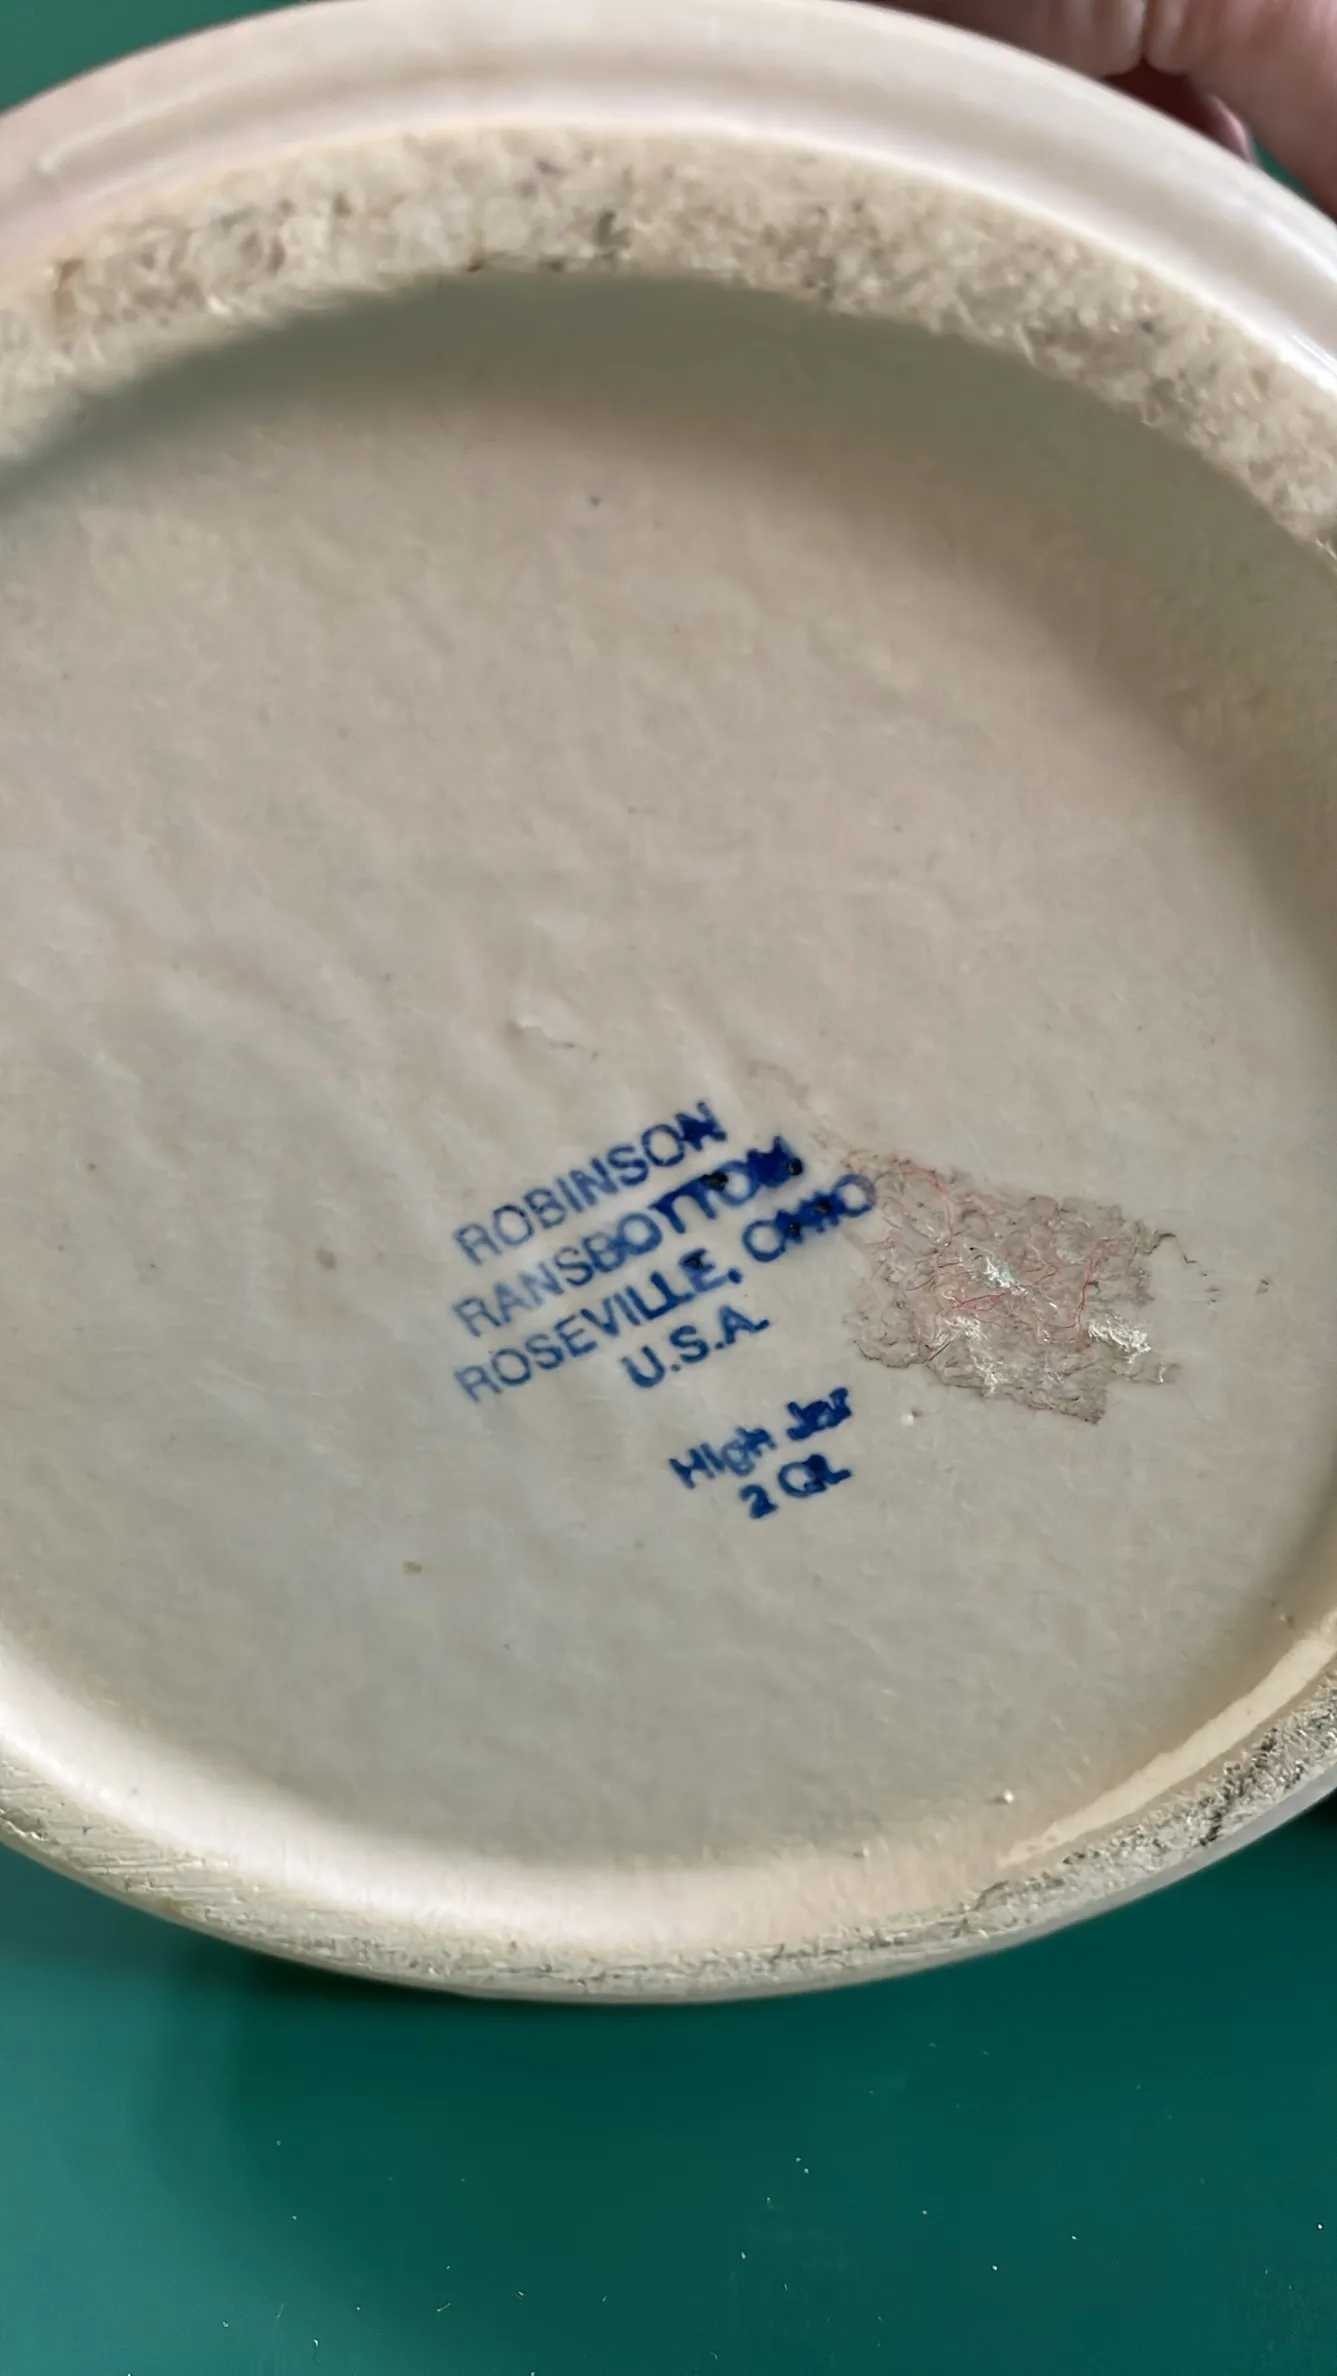 ROBINSON
RANSBOTTOM
ROSEVILLE, OHIO
U.S.A.
High Jar
2 Qt.